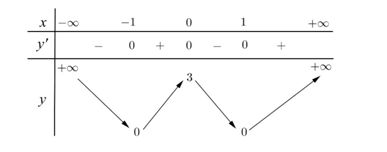 x −∞ −1 0 1 +∞
y′ − 0 + 0 − 0 +
+∞ +∞
3
y
0 0